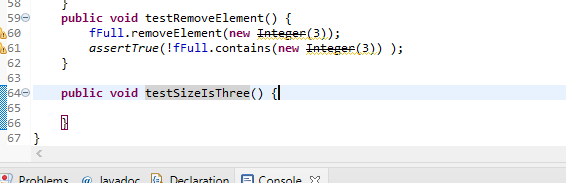 58 }
59 public void testRemoveElement() {
60 fFull.removeElement(new Integer(3));
61 assertTrue(!fFull.contains(new Integer(3)) );
62 }
63
64 public void testSizeIsThree() {
65
66 }
67 }
Problems @ Javadoc Declaration Console